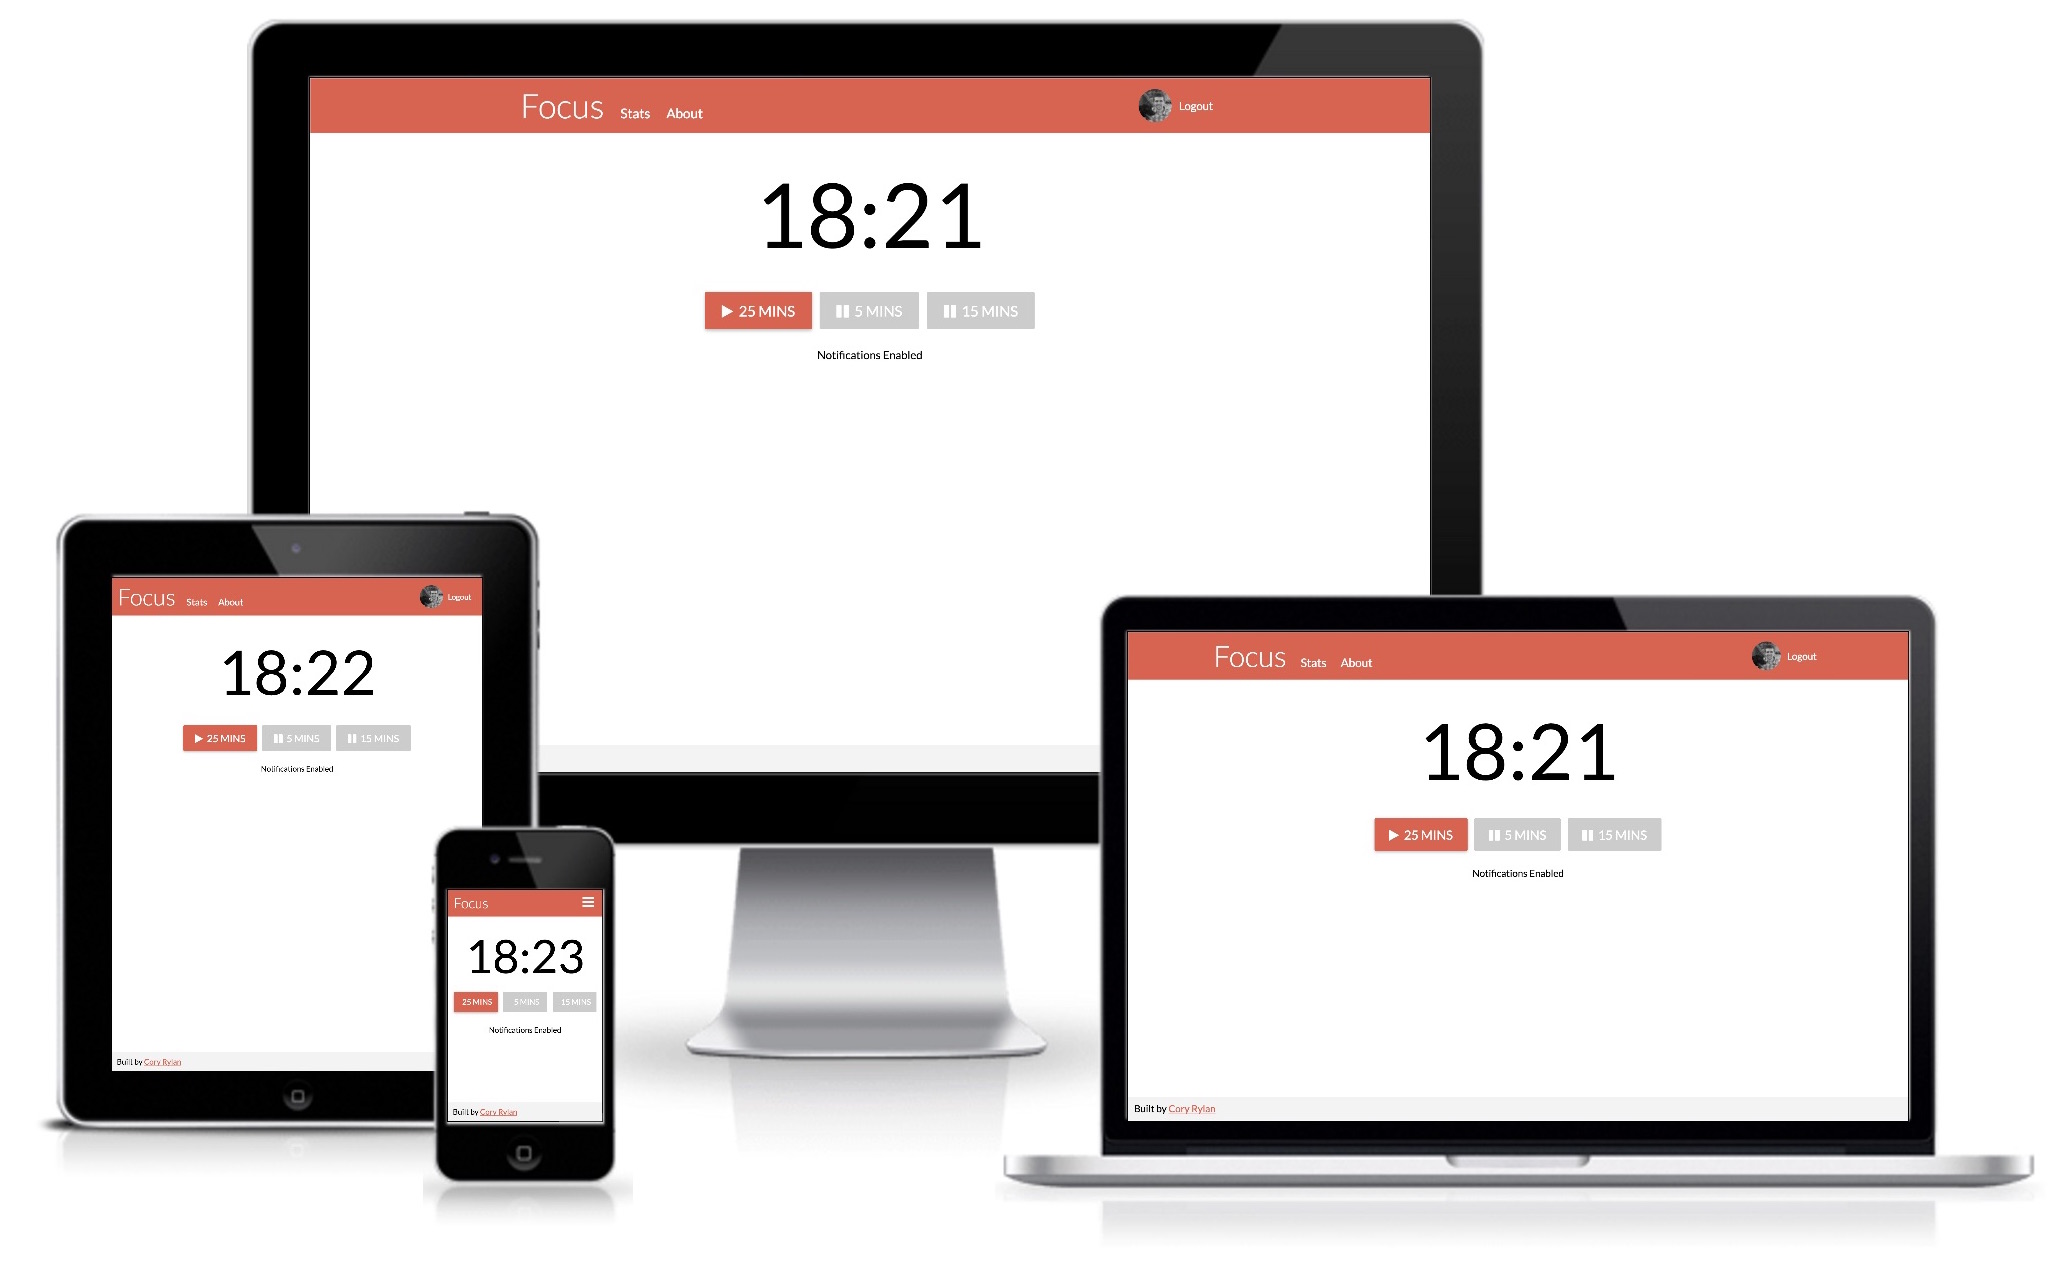 Focus Stats About Logout
18:21
25 MINS 5 MINS 15 MINS
Notifications Enabled
Focus Stats About Logout
18:22
25 MINS 5 MINS 15 MINS
Notifications Enabled
Built by Cory Rylan
Focus
18:23
25 MINS 5 MINS 15 MINS
Notifications Enabled
Built by Cory Rylan
Focus Stats About Logout
18:21
25 MINS 5 MINS 15 MINS
Notifications Enabled
Built by Cory Rylan